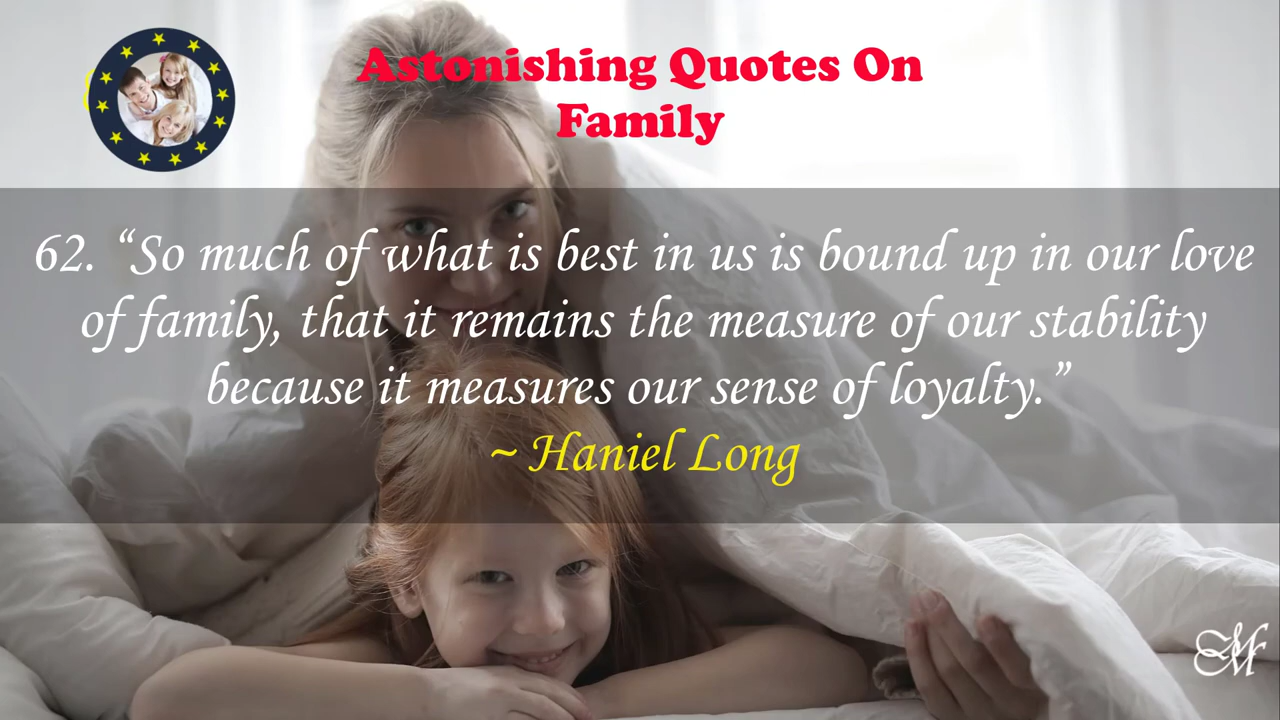 Astonishing Quotes On
Family
62. “So much of what is best in us is bound up in our love
of family, that it remains the measure of our stability
because it measures our sense of loyalty.”
~ Haniel Long